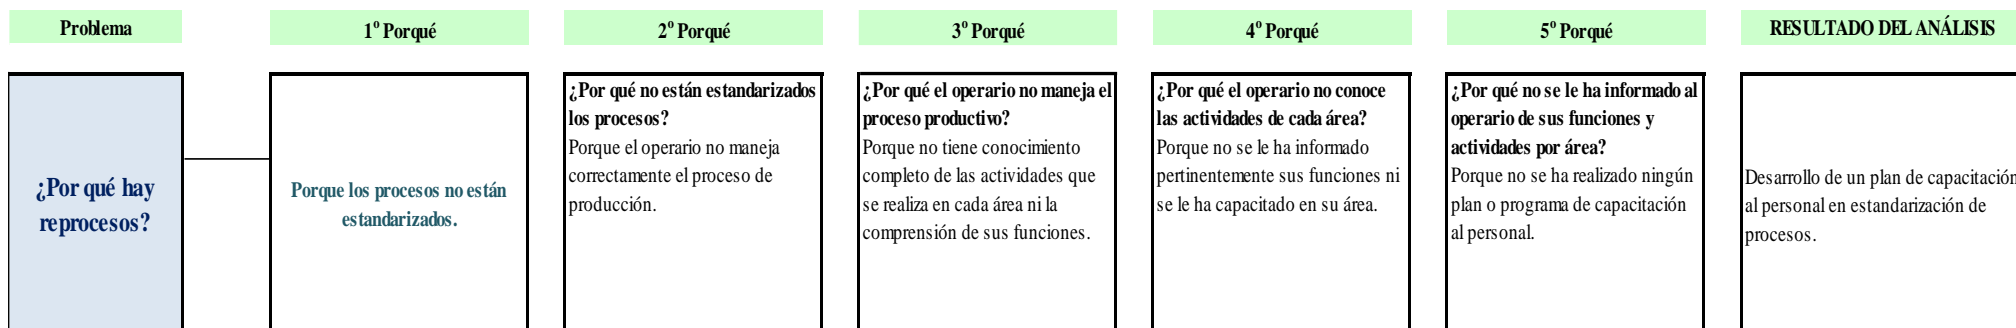 Problema
1º Porqué
2º Porqué
3º Porqué
4º Porqué
5º Porqué
RESULTADO DEL ANÁLISIS
¿Por qué hay
reprocesos?
Porque los procesos no están
estandarizados.
¿Por qué no están estandarizados
los procesos?
Porque el operario no maneja
correctamente el proceso de
producción.
¿Por qué el operario no maneja el
proceso productivo?
Porque no tiene conocimiento
completo de las actividades que
se realiza en cada área ni la
comprensión de sus funciones.
¿Por qué el operario no conoce
las actividades de cada área?
Porque no se le ha informado
pertinentemente sus funciones ni
se le ha capacitado en su área.
¿Por qué no se le ha informado al
operario de sus funciones y
actividades por área?
Porque no se ha realizado ningún
plan o programa de capacitación
al personal.
Desarrollo de un plan de capacitación
al personal en estandarización de
procesos.